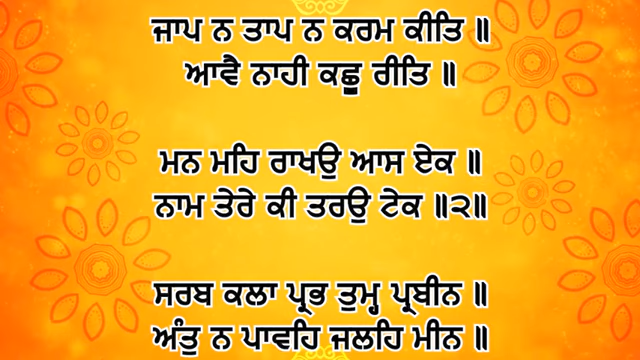 ਜਾਪ ਨ ਤਾਪ ਨ ਕਰਮ ਕੀਤਿ ॥
ਆਵੈ ਨਾਹੀ ਕਛੂ ਰੀਤਿ ॥
ਮਨ ਮਹਿ ਰਾਖਉ ਆਸ ਏਕ ॥
ਨਾਮ ਤੇਰੇ ਕੀ ਤਰਉ ਟੇਕ ॥੨॥
ਸਰਬ ਕਲਾ ਪ੍ਰਭ ਤੁਮ੍ਹ ਪ੍ਰਬੀਨ ॥
ਅੰਤੁ ਨ ਪਾਵਹਿ ਜਲਹਿ ਮੀਨ ॥